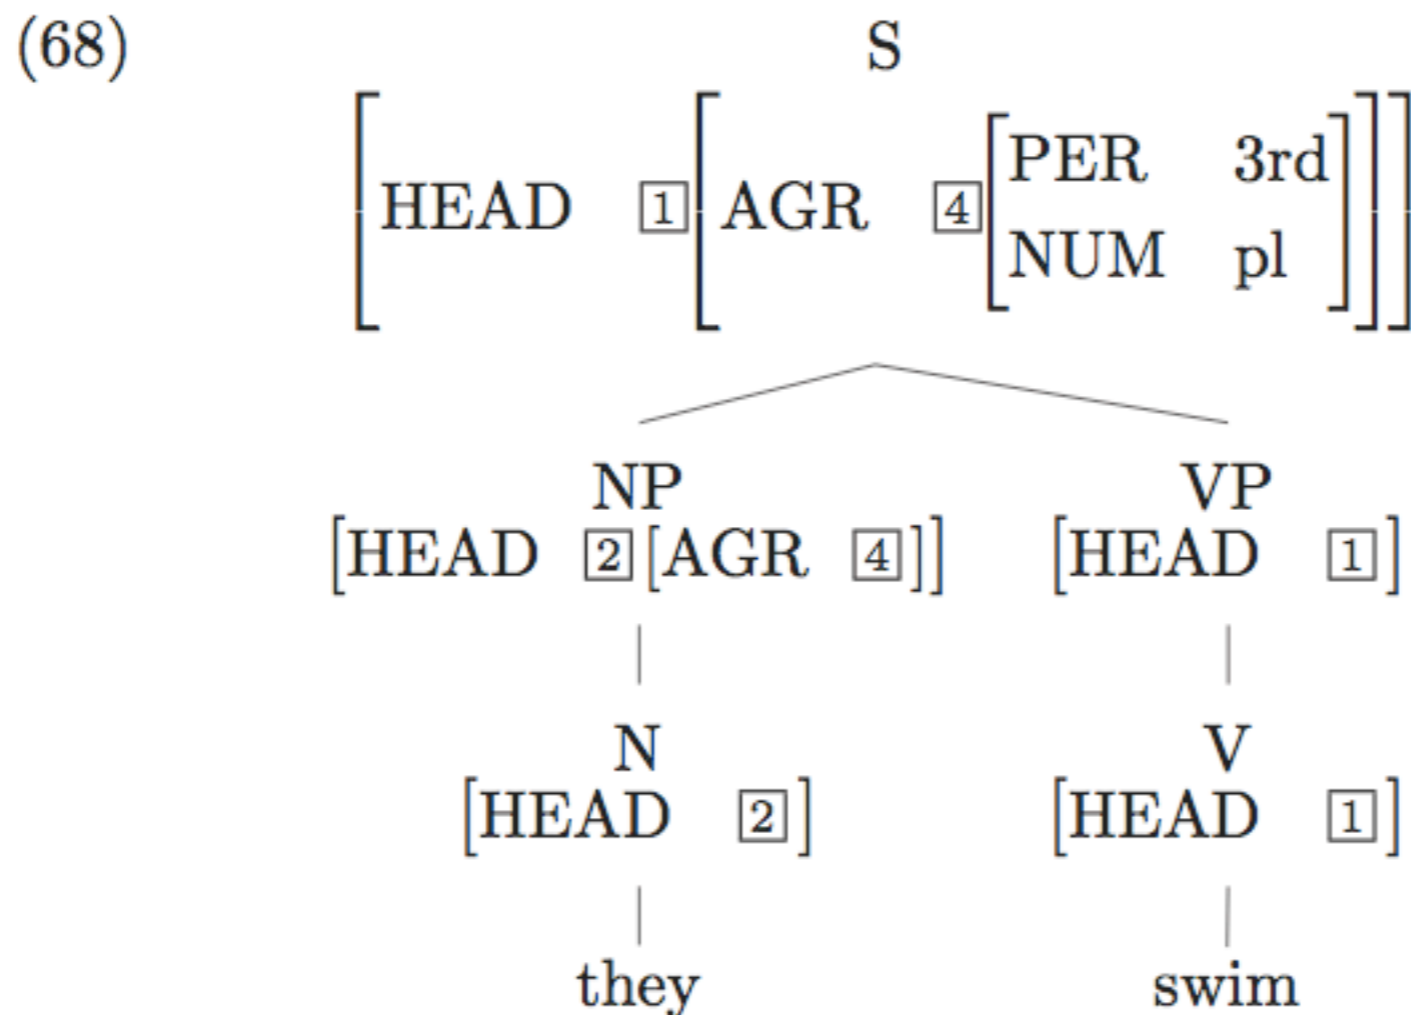 (68) S
PER 3rd
HEAD 1 AGR 4
NUM pl
NP VP
[HEAD 2 [AGR 4]] [HEAD 1]
N V
[HEAD 2] [HEAD 1]
they swim